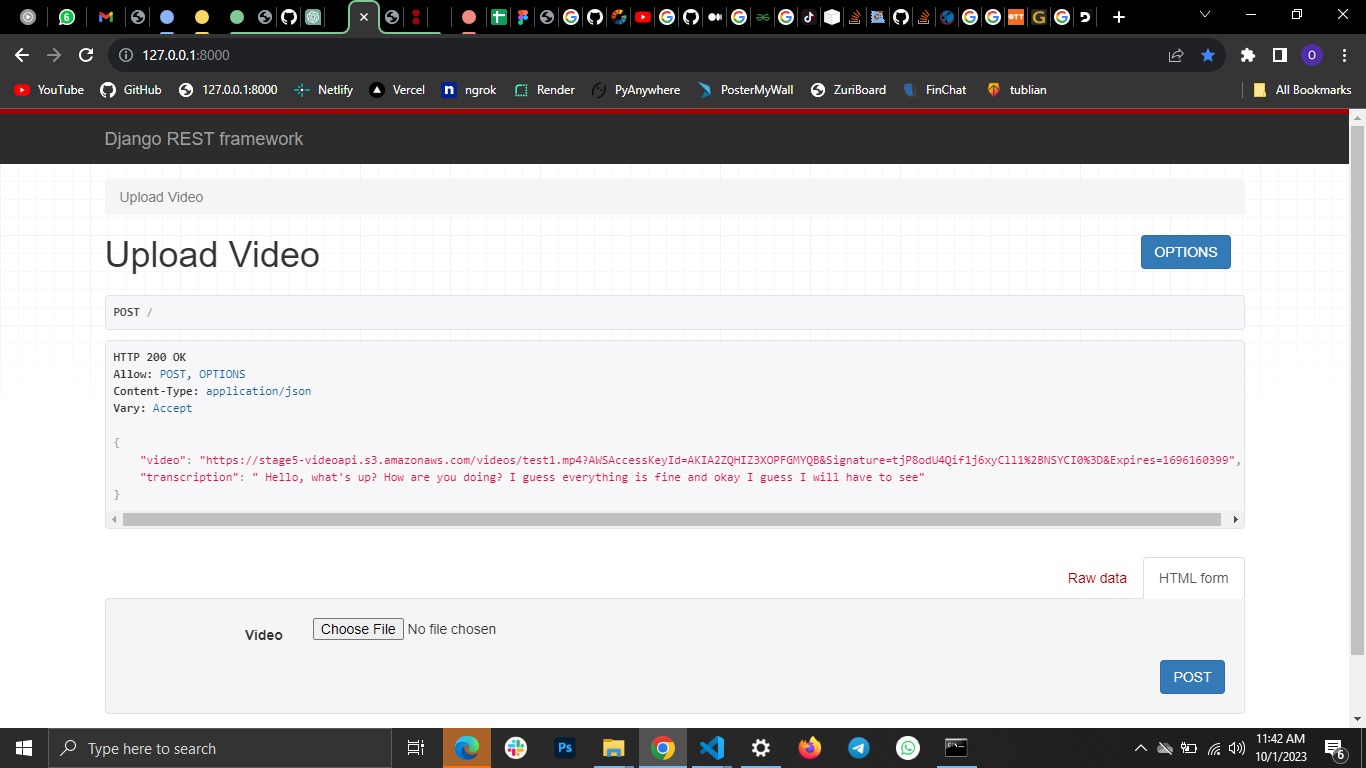 127.0.0.1:8000
O
YouTube
GitHub
127.0.0.1:8000
Netlify
Vercel
ngrok
Render
PyAnywhere
PosterMyWall
ZuriBoard
FinChat
tublian
All Bookmarks
Django REST framework
Upload Video
Upload Video
OPTIONS
POST /
HTTP 200 OK
Allow: POST, OPTIONS
Content-Type: application/json
Vary: Accept
{
"video": "https://stage5-videoapi.s3.amazonaws.com/videos/test1.mp4?AWSAccessKeyId=AKIA2ZQHIZ3XOPFGMYQB&Signature=tjP8odU4Qif1j6xyCll1%2BNSYCI0%3D&Expires=1696160399",
"transcription": " Hello, what's up? How are you doing? I guess everything is fine and okay I guess I will have to see"
}
Raw data
HTML form
Video
Choose File No file chosen
POST
Type here to search
Ps
11:42 AM
10/1/2023
6